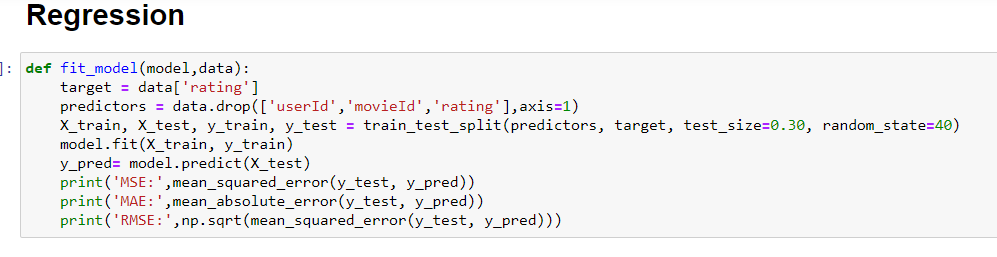 Regression
]: def fit_model(model,data):
target = data['rating']
predictors = data.drop(['userId','movieId','rating'],axis=1)
X_train, X_test, y_train, y_test = train_test_split(predictors, target, test_size=0.30, random_state=40)
model.fit(X_train, y_train)
y_pred= model.predict(X_test)
print('MSE:',mean_squared_error(y_test, y_pred))
print('MAE:',mean_absolute_error(y_test, y_pred))
print('RMSE:',np.sqrt(mean_squared_error(y_test, y_pred)))